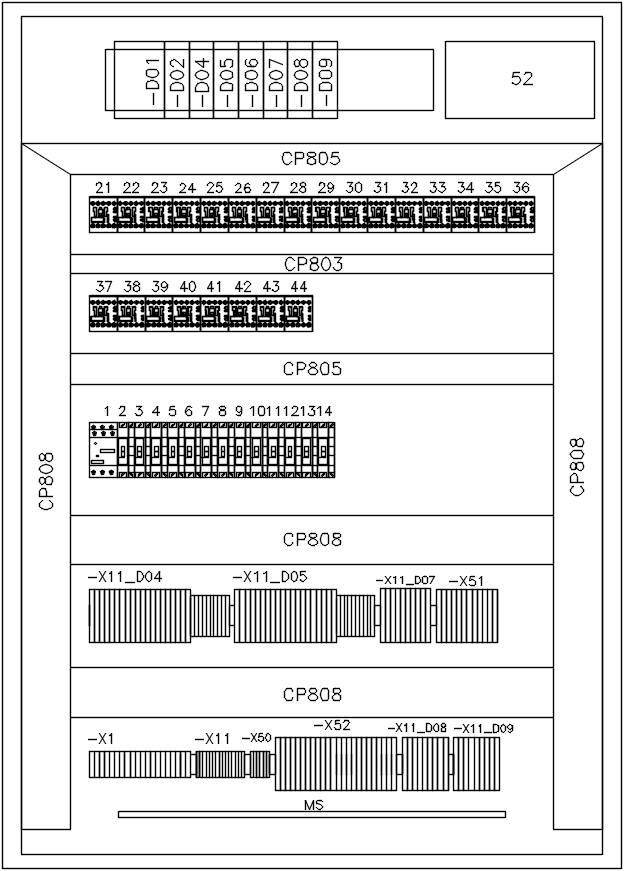 -D01 -D02 -D04 -D05 -D06 -D07 -D08 -D09 52
CP805
21 22 23 24 25 26 27 28 29 30 31 32 33 34 35 36
CP803
37 38 39 40 41 42 43 44
CP805
1 2 3 4 5 6 7 8 9 10 11 12 13 14
CP808
CP808
CP808
-X11_D04 -X11_D05 -X11_D07 -X51
CP808
-X1 -X11 -X50 -X52 -X11_D08 -X11_D09
MS